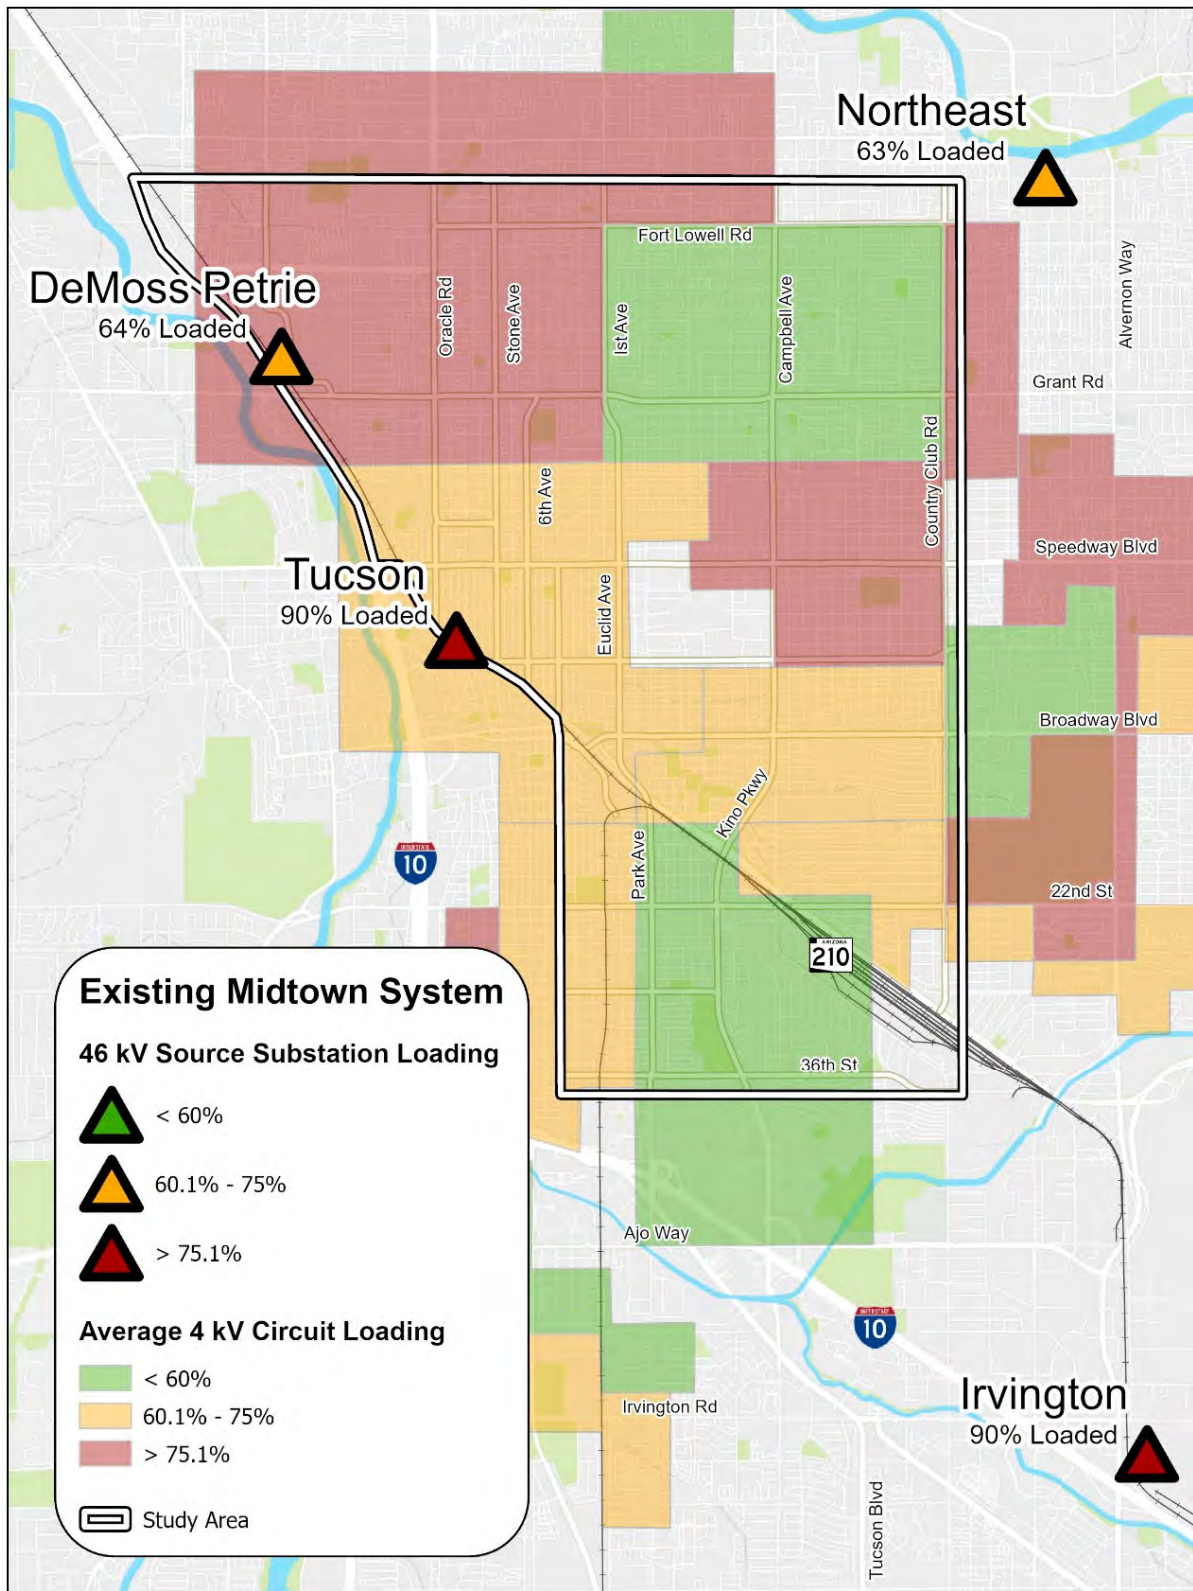 Northeast
63% Loaded
Fort Lowell Rd
DeMoss Petrie
64% Loaded
Oracle Rd
Stone Ave
Ist Ave
Campbell Ave
Alvernon Way
Grant Rd
Country Club Rd
6th Ave
Speedway Blvd
Tucson
90% Loaded
Euclid Ave
Broadway Blvd
Kino Pkwy
INTERSTATE
10
Park Ave
22nd St
ARIZONA
210
36th St
Existing Midtown System
46 kV Source Substation Loading
< 60%
60.1% - 75%
> 75.1%
Average 4 kV Circuit Loading
< 60%
60.1% - 75%
> 75.1%
Study Area
Ajo Way
INTERSTATE
10
Irvington Rd
Irvington
90% Loaded
Tucson Blvd